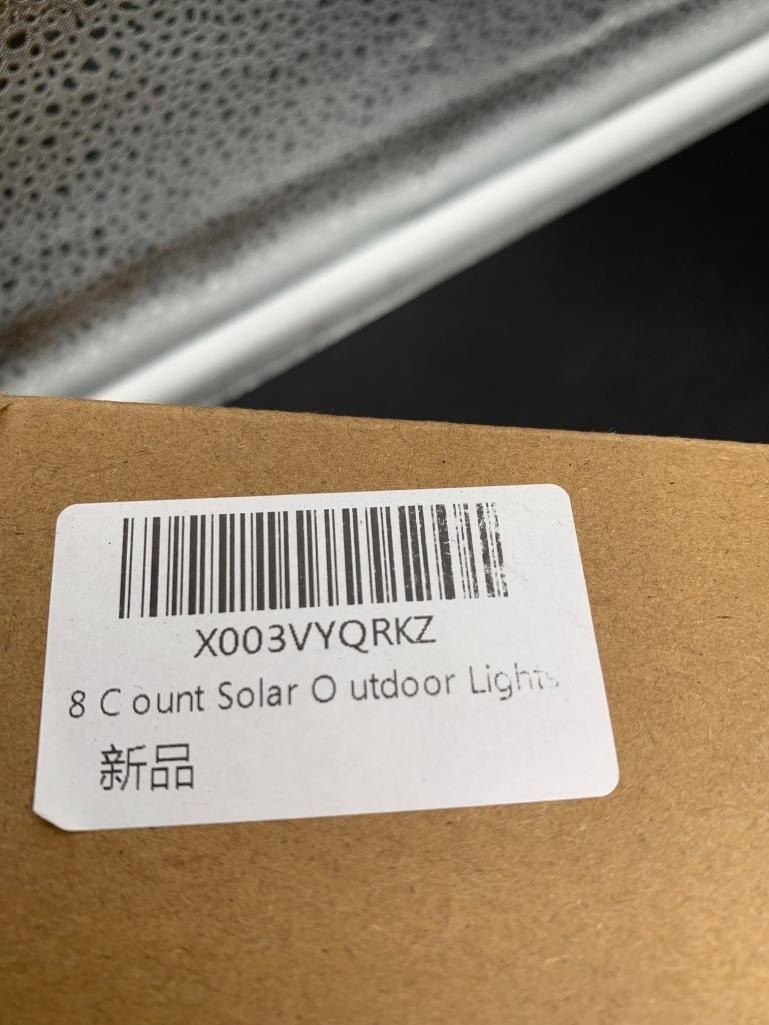 X003VYQRKZ
8 C ount Solar O utdoor Lights
新品